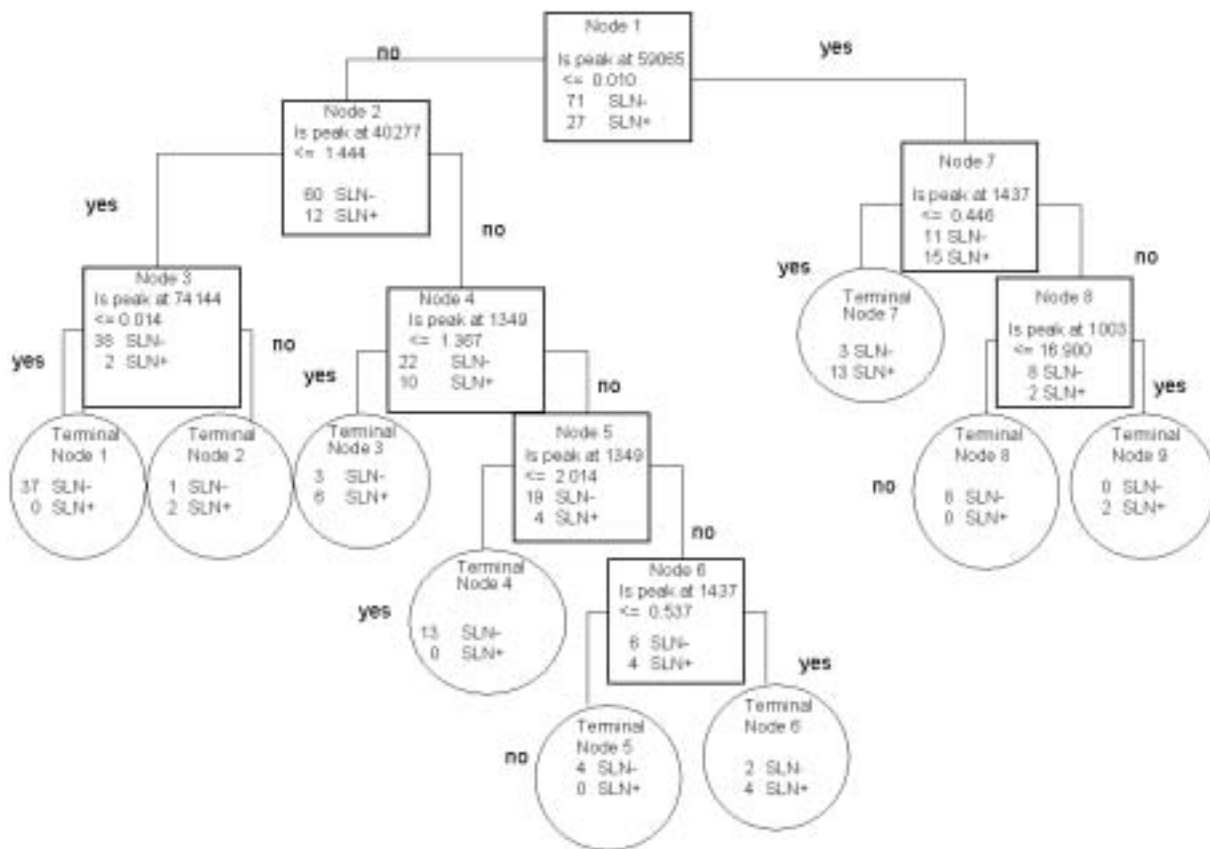 Node 1
Is peak at 59065
<= 0.010
71 SLN-
27 SLN+
no
yes
Node 2
Is peak at 40277
<= 1.444
60 SLN-
12 SLN+
yes
no
Node 7
Is peak at 1437
<= 0.446
11 SLN-
15 SLN+
yes
no
Node 3
Is peak at 74144
<= 0.014
38 SLN-
2 SLN+
yes
no
Node 4
Is peak at 1349
<= 1.367
22 SLN-
10 SLN+
yes
no
Terminal
Node 7
3 SLN-
13 SLN+
Node 8
Is peak at 1003
<= 16.900
8 SLN-
2 SLN+
no
yes
Terminal
Node 1
37 SLN-
0 SLN+
Terminal
Node 2
1 SLN-
2 SLN+
Terminal
Node 3
3 SLN-
6 SLN+
Node 5
Is peak at 1349
<= 2.014
19 SLN-
4 SLN+
yes
no
Terminal
Node 8
8 SLN-
0 SLN+
Terminal
Node 9
0 SLN-
2 SLN+
Terminal
Node 4
13 SLN-
0 SLN+
Node 6
Is peak at 1437
<= 0.537
6 SLN-
4 SLN+
no
yes
Terminal
Node 5
4 SLN-
0 SLN+
Terminal
Node 6
2 SLN-
4 SLN+